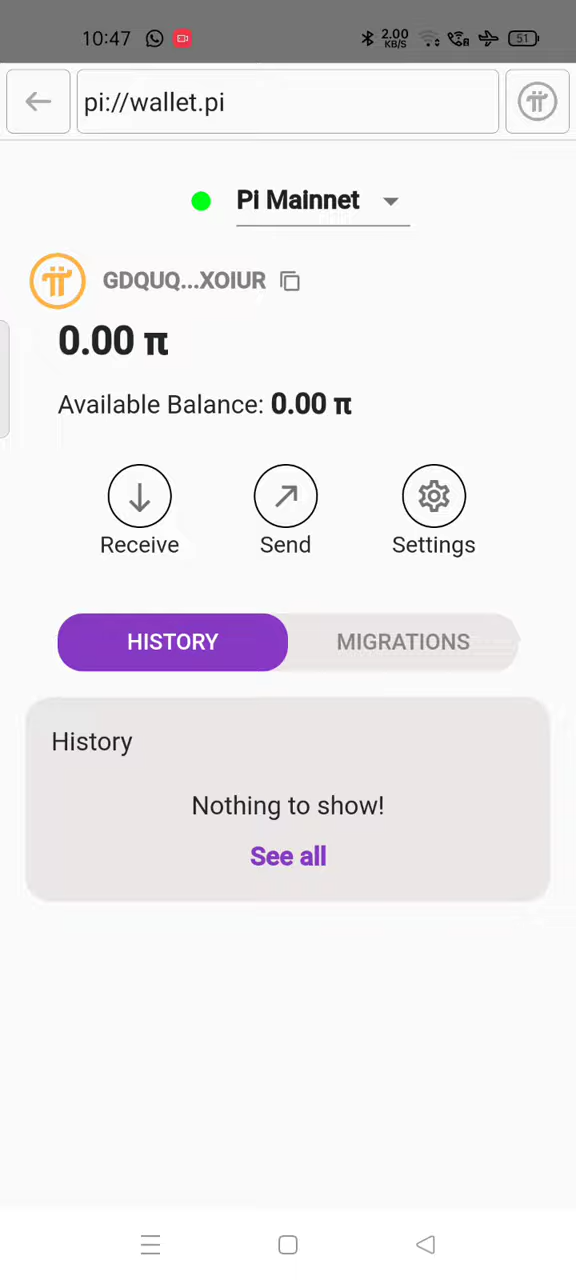 10:47 2.00 KB/S 51
pi://wallet.pi
Pi Mainnet
GDQUQ...XOIUR
0.00 π
Available Balance: 0.00 π
Receive Send Settings
HISTORY MIGRATIONS
History
Nothing to show!
See all